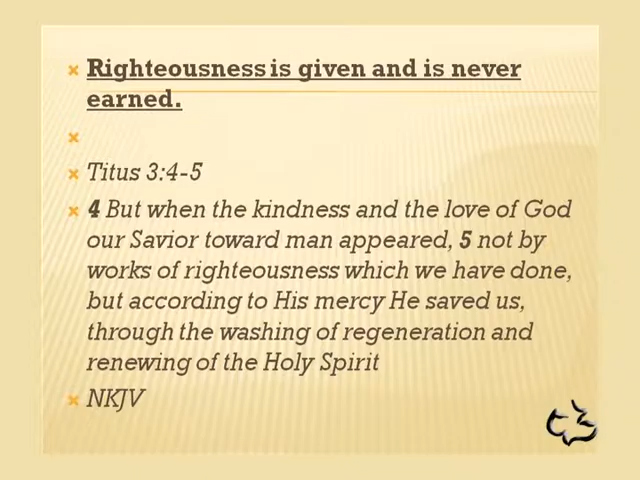 Righteousness is given and is never
earned.
Titus 3:4-5
4 But when the kindness and the love of God
our Savior toward man appeared, 5 not by
works of righteousness which we have done,
but according to His mercy He saved us,
through the washing of regeneration and
renewing of the Holy Spirit
NKJV